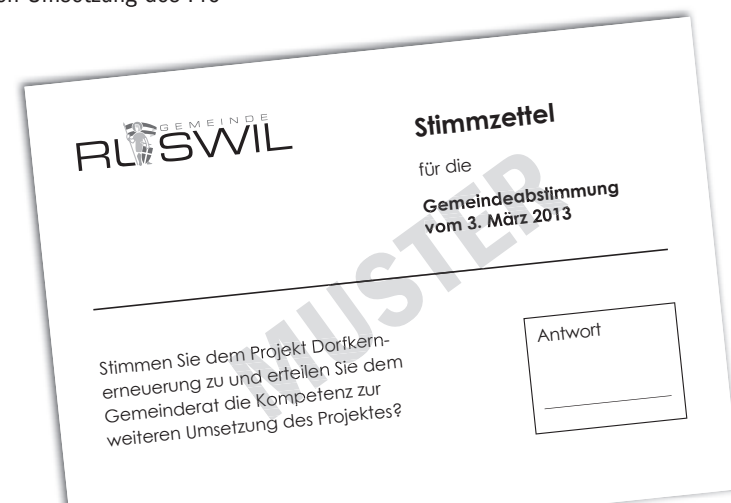 Umsetzung des Pro-
GEMEINDE
RUSWIL
Stimmzettel
für die
Gemeindeabstimmung
vom 3. März 2013
MUSTER
Stimmen Sie dem Projekt Dorfkern-
erneuerung zu und erteilen Sie dem
Gemeinderat die Kompetenz zur
weiteren Umsetzung des Projektes?
Antwort